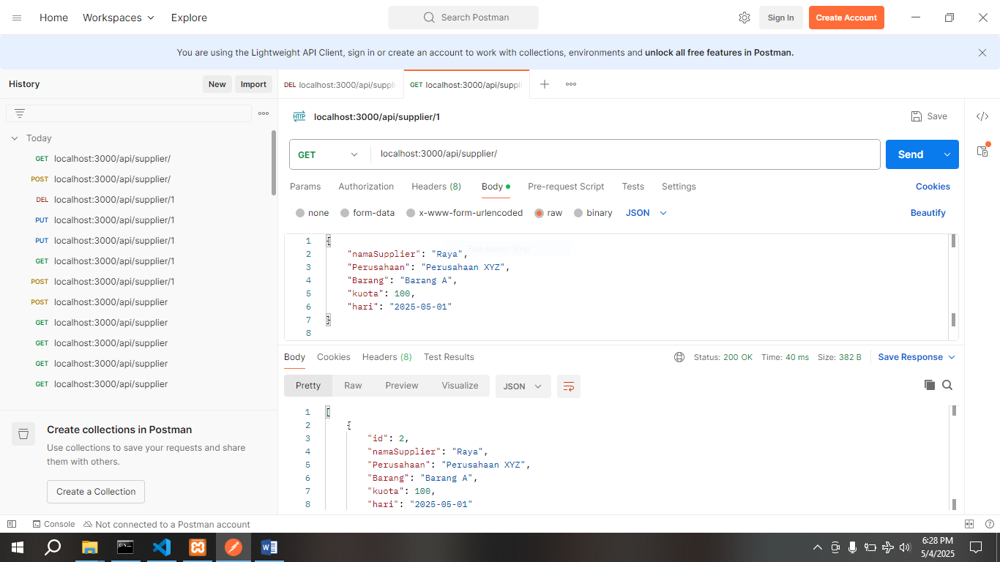 Home Workspaces Explore Search Postman Sign In Create Account
You are using the Lightweight API Client, sign in or create an account to work with collections, environments and unlock all free features in Postman.
History New Import
DEL localhost:3000/api/suppli GET localhost:3000/api/suppli
HTTP localhost:3000/api/supplier/1 Save
GET localhost:3000/api/supplier/ Send
Params Authorization Headers (8) Body Pre-request Script Tests Settings Cookies
none form-data x-www-form-urlencoded raw binary JSON Beautify
1 {
2 "namaSupplier": "Raya",
3 "Perusahaan": "Perusahaan XYZ",
4 "Barang": "Barang A",
5 "kuota": 100,
6 "hari": "2025-05-01"
7 }
8
Today
GET localhost:3000/api/supplier/
POST localhost:3000/api/supplier/
DEL localhost:3000/api/supplier/1
PUT localhost:3000/api/supplier/1
PUT localhost:3000/api/supplier/1
GET localhost:3000/api/supplier/1
POST localhost:3000/api/supplier/1
POST localhost:3000/api/supplier
GET localhost:3000/api/supplier
GET localhost:3000/api/supplier
GET localhost:3000/api/supplier
GET localhost:3000/api/supplier
Body Cookies Headers (8) Test Results Status: 200 OK Time: 40 ms Size: 382 B Save Response
Pretty Raw Preview Visualize JSON
1 [
2 {
3 "id": 2,
4 "namaSupplier": "Raya",
5 "Perusahaan": "Perusahaan XYZ",
6 "Barang": "Barang A",
7 "kuota": 100,
8 "hari": "2025-05-01"
Create collections in Postman
Use collections to save your requests and share
them with others.
Create a Collection
Console Not connected to a Postman account
6:28 PM
5/4/2025